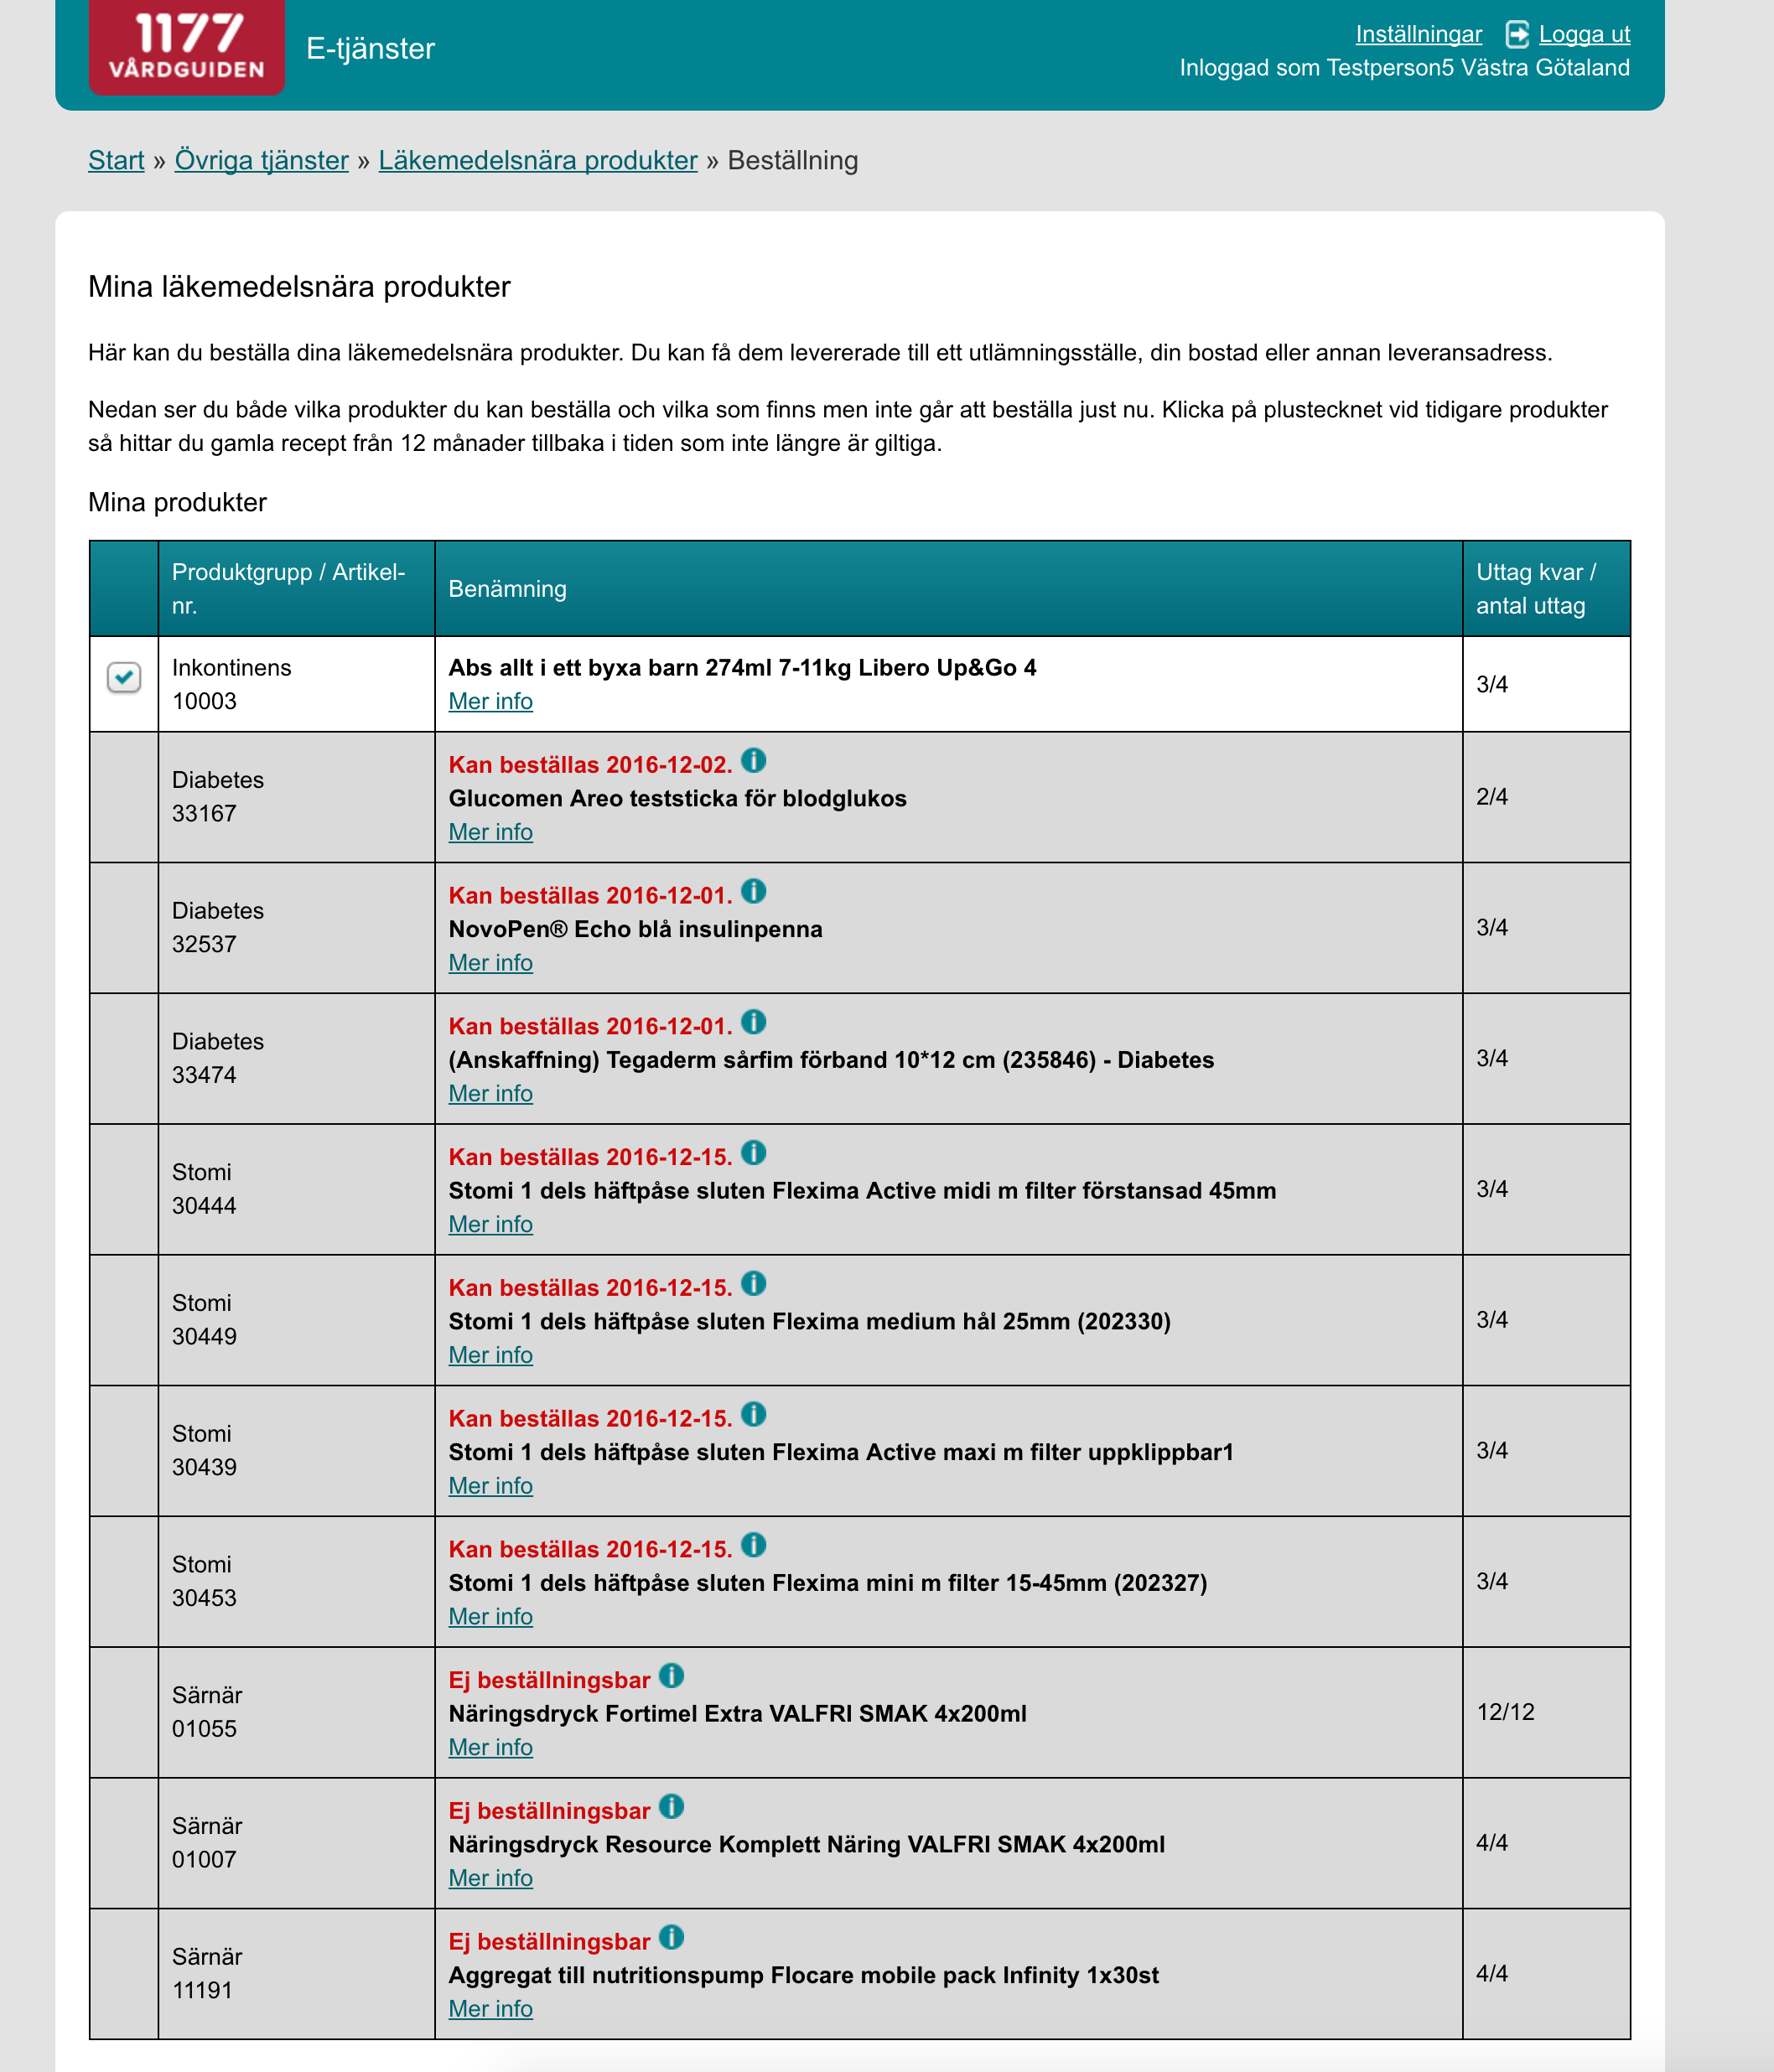 1177
VÅRDGUIDEN
E-tjänster
Inställningar Logga ut
Inloggad som Testperson5 Västra Götaland
Start » Övriga tjänster » Läkemedelsnära produkter » Beställning
Mina läkemedelsnära produkter
Här kan du beställa dina läkemedelsnära produkter. Du kan få dem levererade till ett utlämningsställe, din bostad eller annan leveransadress.
Nedan ser du både vilka produkter du kan beställa och vilka som finns men inte går att beställa just nu. Klicka på plustecknet vid tidigare produkter
så hittar du gamla recept från 12 månader tillbaka i tiden som inte längre är giltiga.
Mina produkter
Produktgrupp / Artikel-
nr.
Benämning
Uttag kvar /
antal uttag
Inkontinens
10003
Abs allt i ett byxa barn 274ml 7-11kg Libero Up&Go 4
Mer info
3/4
Diabetes
33167
Kan beställas 2016-12-02.
Glucomen Areo teststicka för blodglukos
Mer info
2/4
Diabetes
32537
Kan beställas 2016-12-01.
NovoPen® Echo blå insulinpenna
Mer info
3/4
Diabetes
33474
Kan beställas 2016-12-01.
(Anskaffning) Tegaderm sårfim förband 10*12 cm (235846) - Diabetes
Mer info
3/4
Stomi
30444
Kan beställas 2016-12-15.
Stomi 1 dels häftpåse sluten Flexima Active midi m filter förstansad 45mm
Mer info
3/4
Stomi
30449
Kan beställas 2016-12-15.
Stomi 1 dels häftpåse sluten Flexima medium hål 25mm (202330)
Mer info
3/4
Stomi
30439
Kan beställas 2016-12-15.
Stomi 1 dels häftpåse sluten Flexima Active maxi m filter uppklippbar1
Mer info
3/4
Stomi
30453
Kan beställas 2016-12-15.
Stomi 1 dels häftpåse sluten Flexima mini m filter 15-45mm (202327)
Mer info
3/4
Särnär
01055
Ej beställningsbar
Näringsdryck Fortimel Extra VALFRI SMAK 4x200ml
Mer info
12/12
Särnär
01007
Ej beställningsbar
Näringsdryck Resource Komplett Näring VALFRI SMAK 4x200ml
Mer info
4/4
Särnär
11191
Ej beställningsbar
Aggregat till nutritionspump Flocare mobile pack Infinity 1x30st
Mer info
4/4